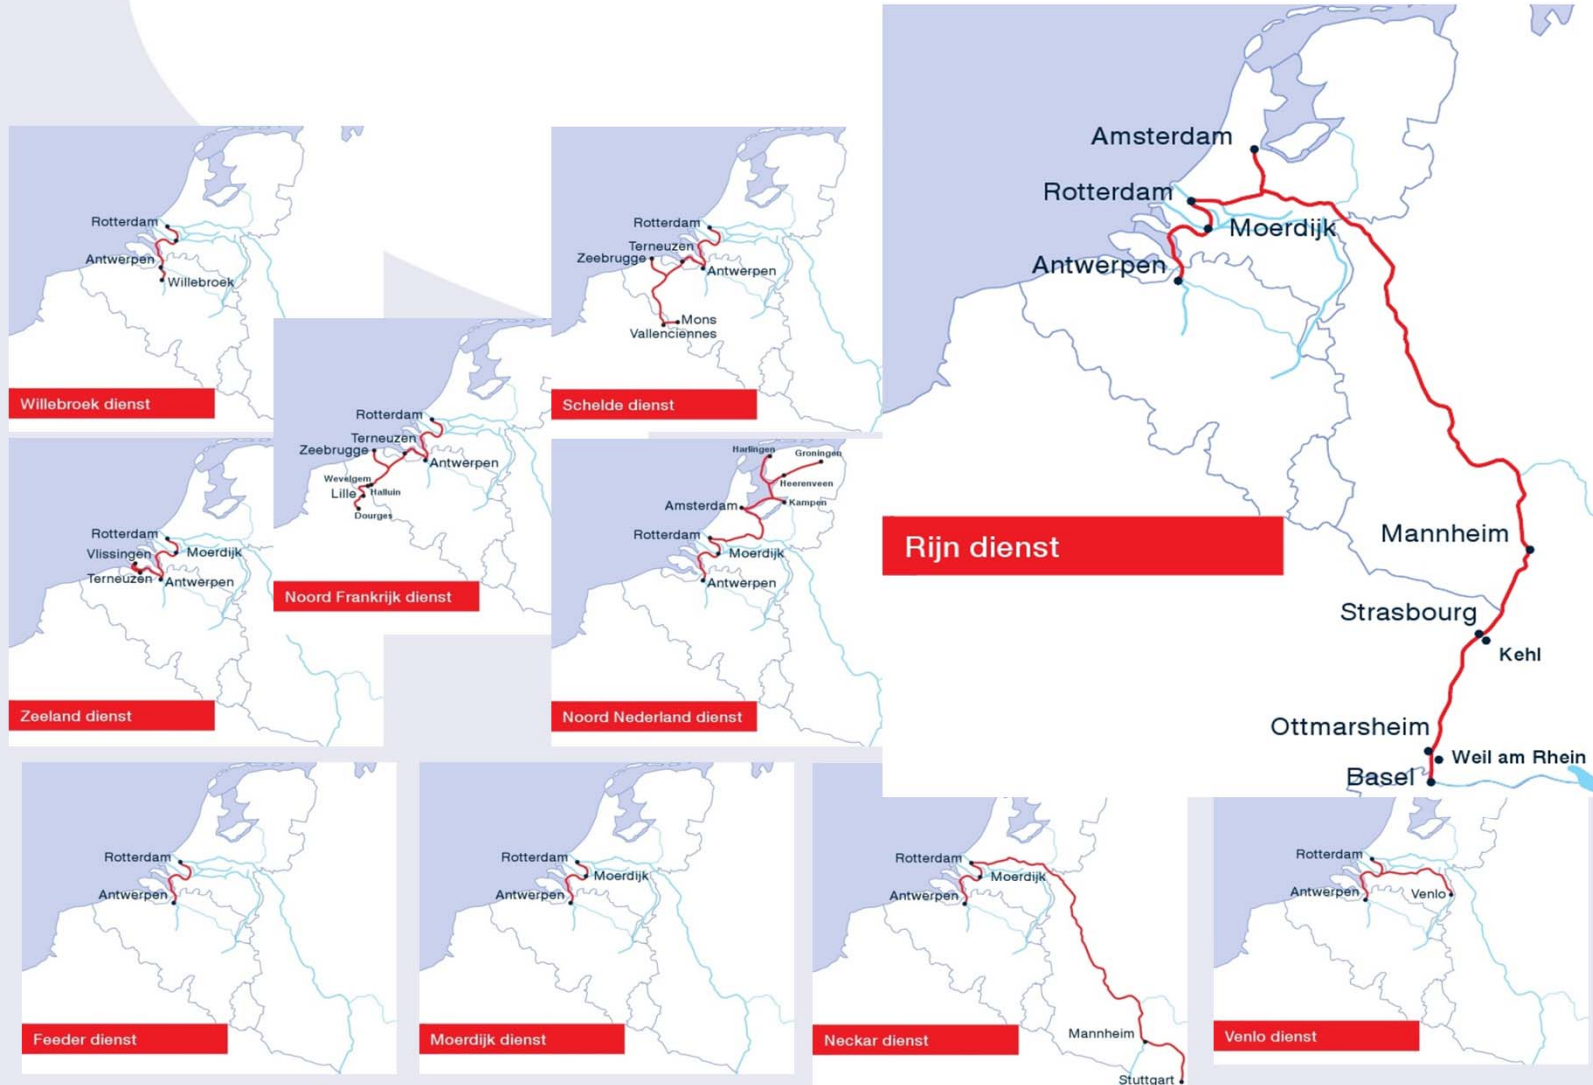 Rotterdam
Antwerpen
Willebroek
Willebroek dienst
Rotterdam
Terneuzen
Zeebrugge
Antwerpen
Mons
Vallenciennes
Schelde dienst
Amsterdam
Rotterdam
Moerdijk
Antwerpen
Mannheim
Strasbourg
Kehl
Ottmarsheim
Weil am Rhein
Basel
Rijn dienst
Rotterdam
Terneuzen
Zeebrugge
Antwerpen
Wevelgem
Lille
Halluin
Dourges
Noord Frankrijk dienst
Rotterdam
Vlissingen
Moerdijk
Terneuzen
Antwerpen
Zeeland dienst
Harlingen
Groningen
Heerenveen
Kampen
Amsterdam
Rotterdam
Moerdijk
Antwerpen
Noord Nederland dienst
Rotterdam
Antwerpen
Feeder dienst
Rotterdam
Moerdijk
Antwerpen
Moerdijk dienst
Rotterdam
Moerdijk
Antwerpen
Mannheim
Stuttgart
Neckar dienst
Rotterdam
Antwerpen
Venlo
Venlo dienst